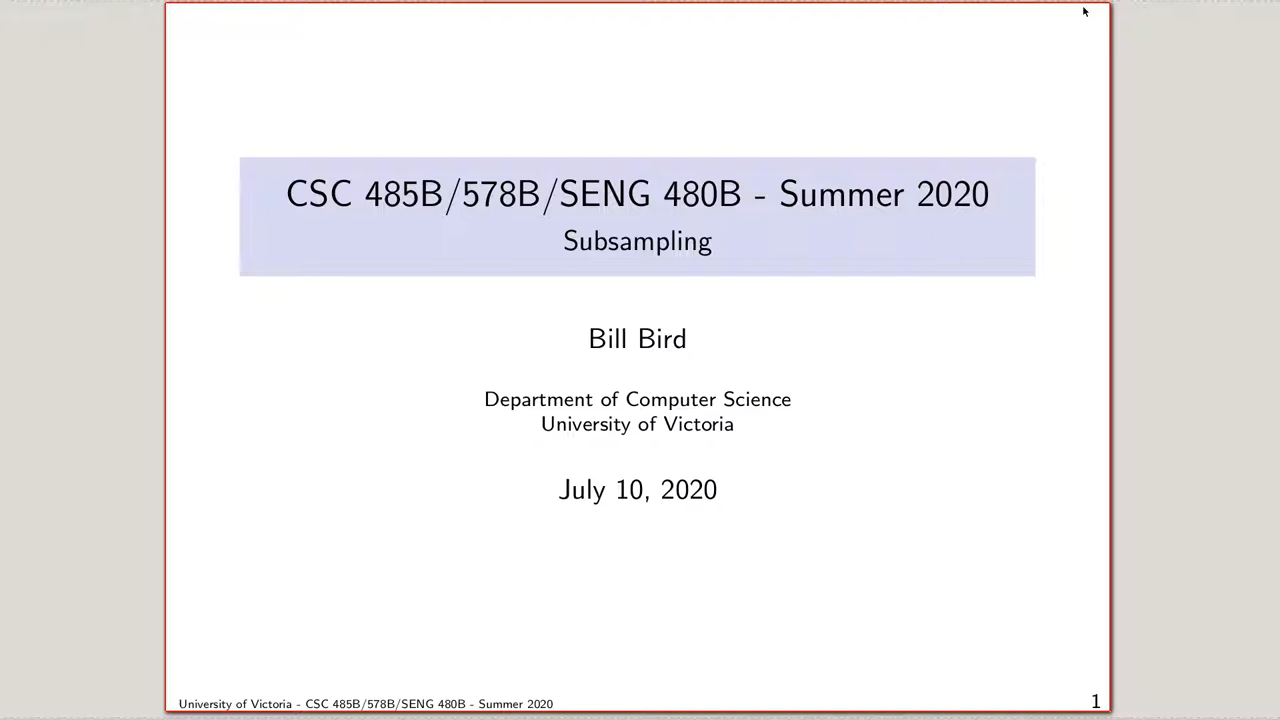 CSC 485B/578B/SENG 480B - Summer 2020
Subsampling
Bill Bird
Department of Computer Science
University of Victoria
July 10, 2020
University of Victoria - CSC 485B/578B/SENG 480B - Summer 2020
1